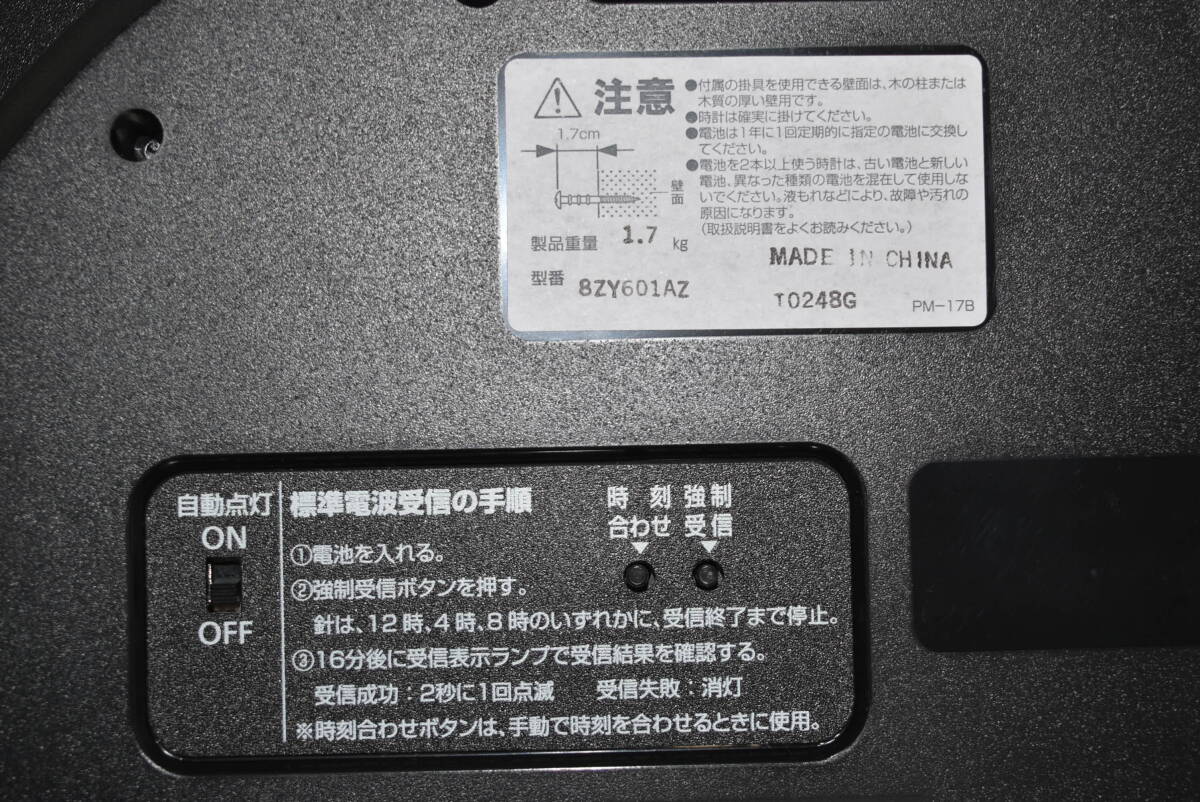 注意
1.7cm
壁面
製品重量 1.7 kg
型番 8ZY601AZ
●付属の掛具を使用できる壁面は、木の柱または
木質の厚い壁用です。
●時計は確実に掛けてください。
●電池は1年に1回定期的に指定の電池に交換し
てください。
●電池を2本以上使う時計は、古い電池と新しい
電池、異なった種類の電池を混在して使用しな
いでください。液もれなどにより、故障や汚れの
原因になります。
(取扱説明書をよくお読みください。)
MADE IN CHINA
T0248G PM-17B
自動点灯
ON
OFF
標準電波受信の手順
時刻 強制
合わせ 受信
①電池を入れる。
②強制受信ボタンを押す。
針は、12時、4時、8時のいずれかに、受信終了まで停止。
③16分後に受信表示ランプで受信結果を確認する。
受信成功:2秒に1回点滅 受信失敗:消灯
※時刻合わせボタンは、手動で時刻を合わせるときに使用。